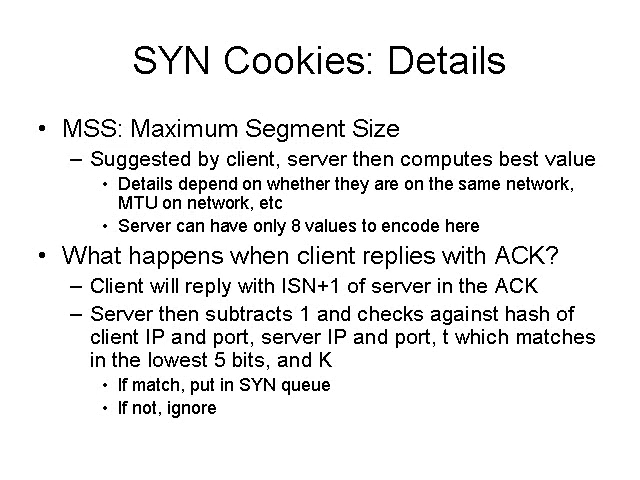 SYN Cookies: Details
• MSS: Maximum Segment Size
– Suggested by client, server then computes best value
• Details depend on whether they are on the same network,
MTU on network, etc
• Server can have only 8 values to encode here
• What happens when client replies with ACK?
– Client will reply with ISN+1 of server in the ACK
– Server then subtracts 1 and checks against hash of
client IP and port, server IP and port, t which matches
in the lowest 5 bits, and K
• If match, put in SYN queue
• If not, ignore